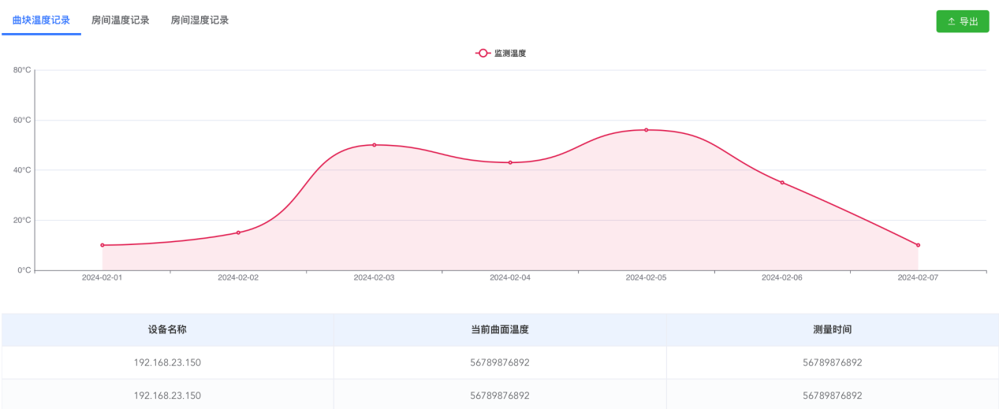 曲块温度记录 房间温度记录 房间湿度记录 导出
监测温度
80°C
60°C
40°C
20°C
0°C
2024-02-01 2024-02-02 2024-02-03 2024-02-04 2024-02-05 2024-02-06 2024-02-07
设备名称 当前曲面温度 测量时间
192.168.23.150 56789876892 56789876892
192.168.23.150 56789876892 56789876892